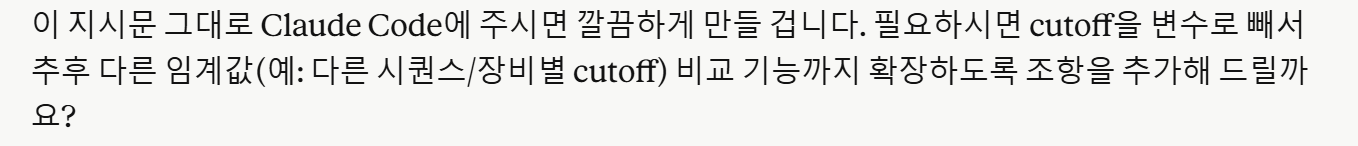 이 지시문 그대로 Claude Code에 주시면 깔끔하게 만들 겁니다. 필요하시면 cutoff을 변수로 빼서
추후 다른 임계값(예: 다른 시퀀스/장비별 cutoff) 비교 기능까지 확장하도록 조항을 추가해 드릴까
요?